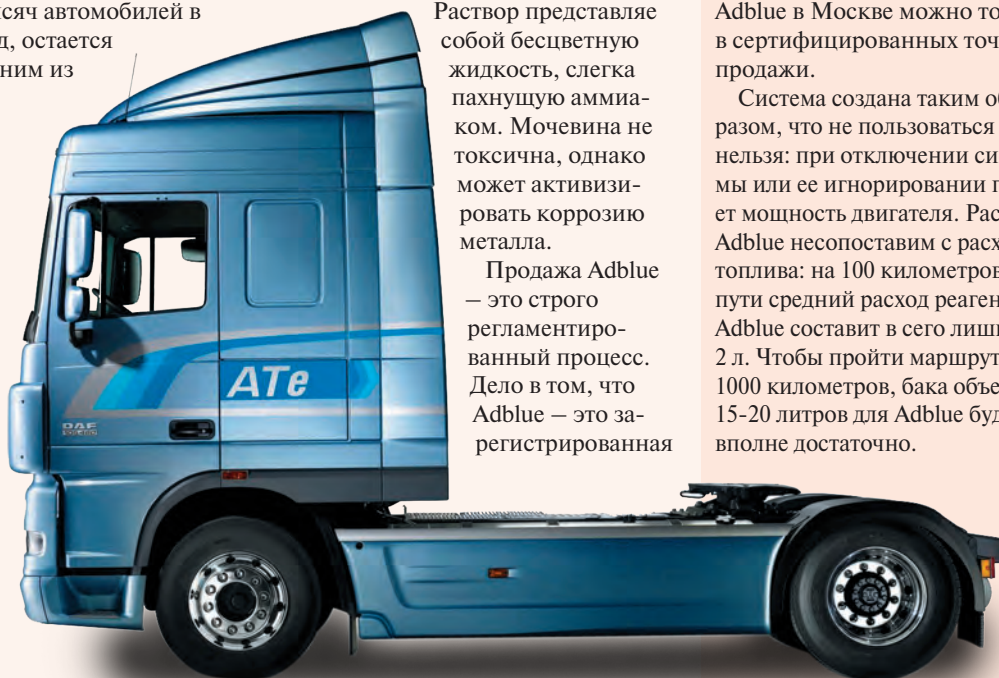 сяч автомобилей в
д, остается
ним из
Раствор представляе
собой бесцветную
жидкость, слегка
пахнущую аммиа-
ком. Мочевина не
токсична, однако
может активизи-
ровать коррозию
металла.
Продажа Adblue
– это строго
регламентиро-
ванный процесс.
Дело в том, что
Adblue – это за-
регистрированная
Adblue в Москве можно то
в сертифицированных точ
продажи.
Система создана таким об
разом, что не пользоваться
нельзя: при отключении си
мы или ее игнорировании п
ет мощность двигателя. Рас
Adblue несопоставим с расх
топлива: на 100 километров
пути средний расход реаген
Adblue составит в сего лиш
2 л. Чтобы пройти маршрут
1000 километров, бака объе
15-20 литров для Adblue буд
вполне достаточно.
ATe
DAF